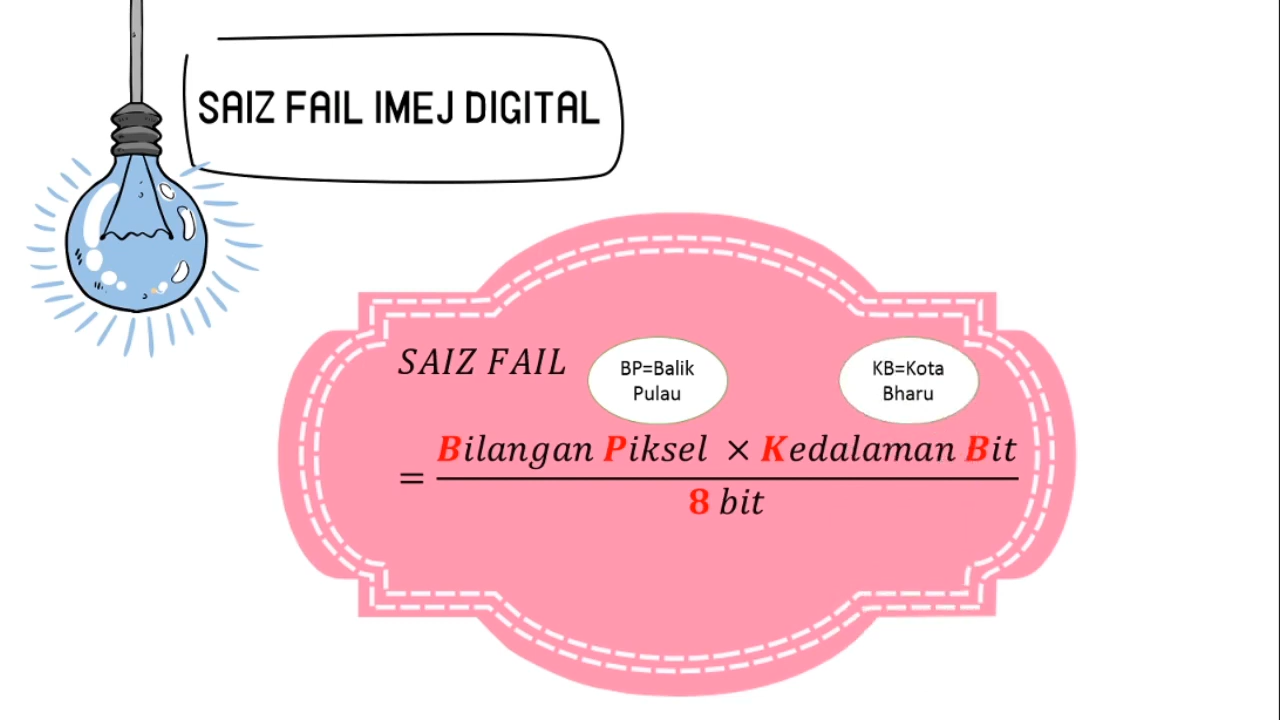 SAIZ FAIL IMEJ DIGITAL
SAIZ FAIL
BP=Balik
Pulau
KB=Kota
Bharu
= Bilangan Piksel × Kedalaman Bit
8 bit